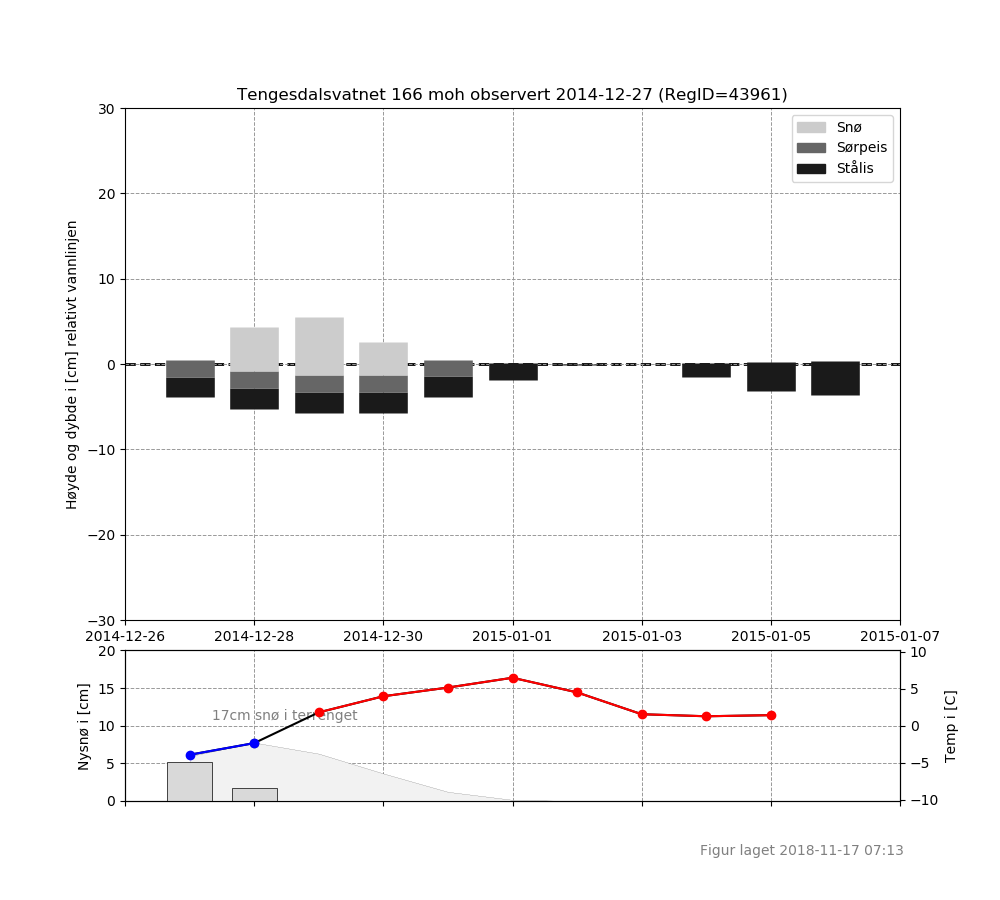 Tengesdalsvatnet 166 moh observert 2014-12-27 (RegID=43961)
Høyde og dybde i [cm] relativt vannlinjen
30
20
10
0
−10
−20
−30
Snø
Sørpeis
Stålis
2014-12-26 2014-12-28 2014-12-30 2015-01-01 2015-01-03 2015-01-05 2015-01-07
Nysnø i [cm]
20
15
10
5
0
17cm snø i terrenget
10
5
0
−5
−10
Temp i [C]
Figur laget 2018-11-17 07:13